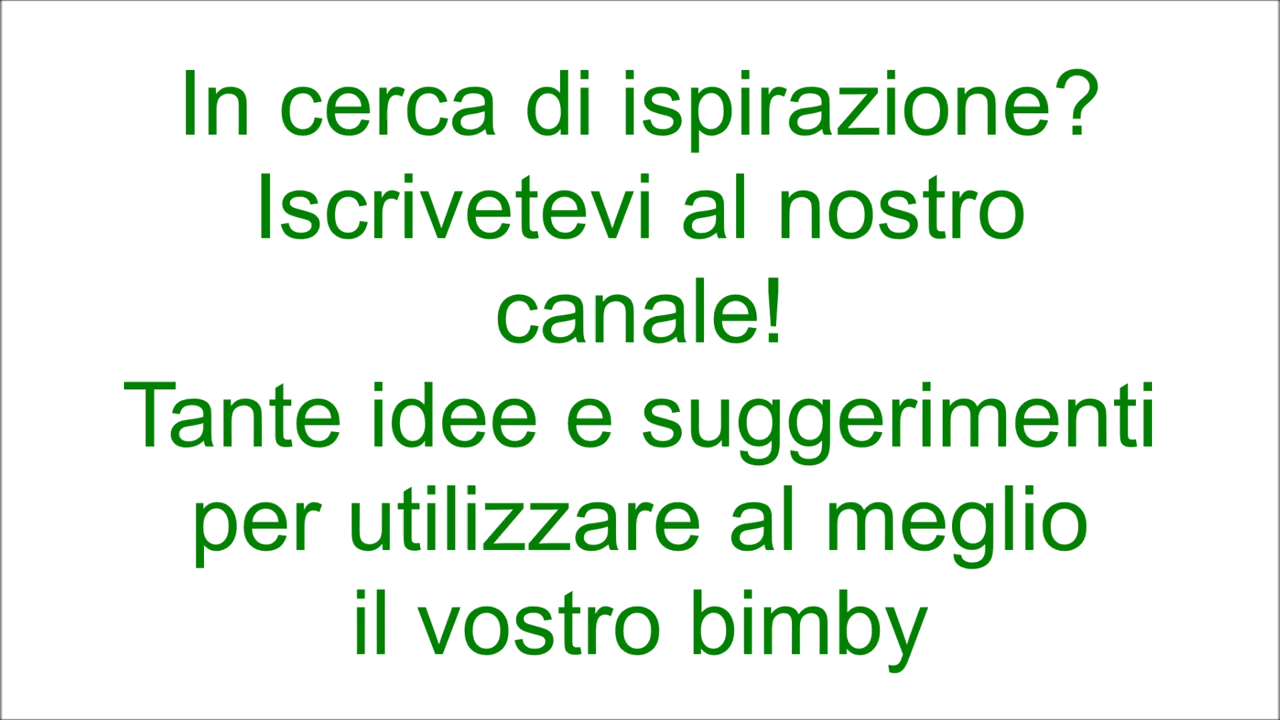 In cerca di ispirazione?
Iscrivetevi al nostro
canale!
Tante idee e suggerimenti
per utilizzare al meglio
il vostro bimby